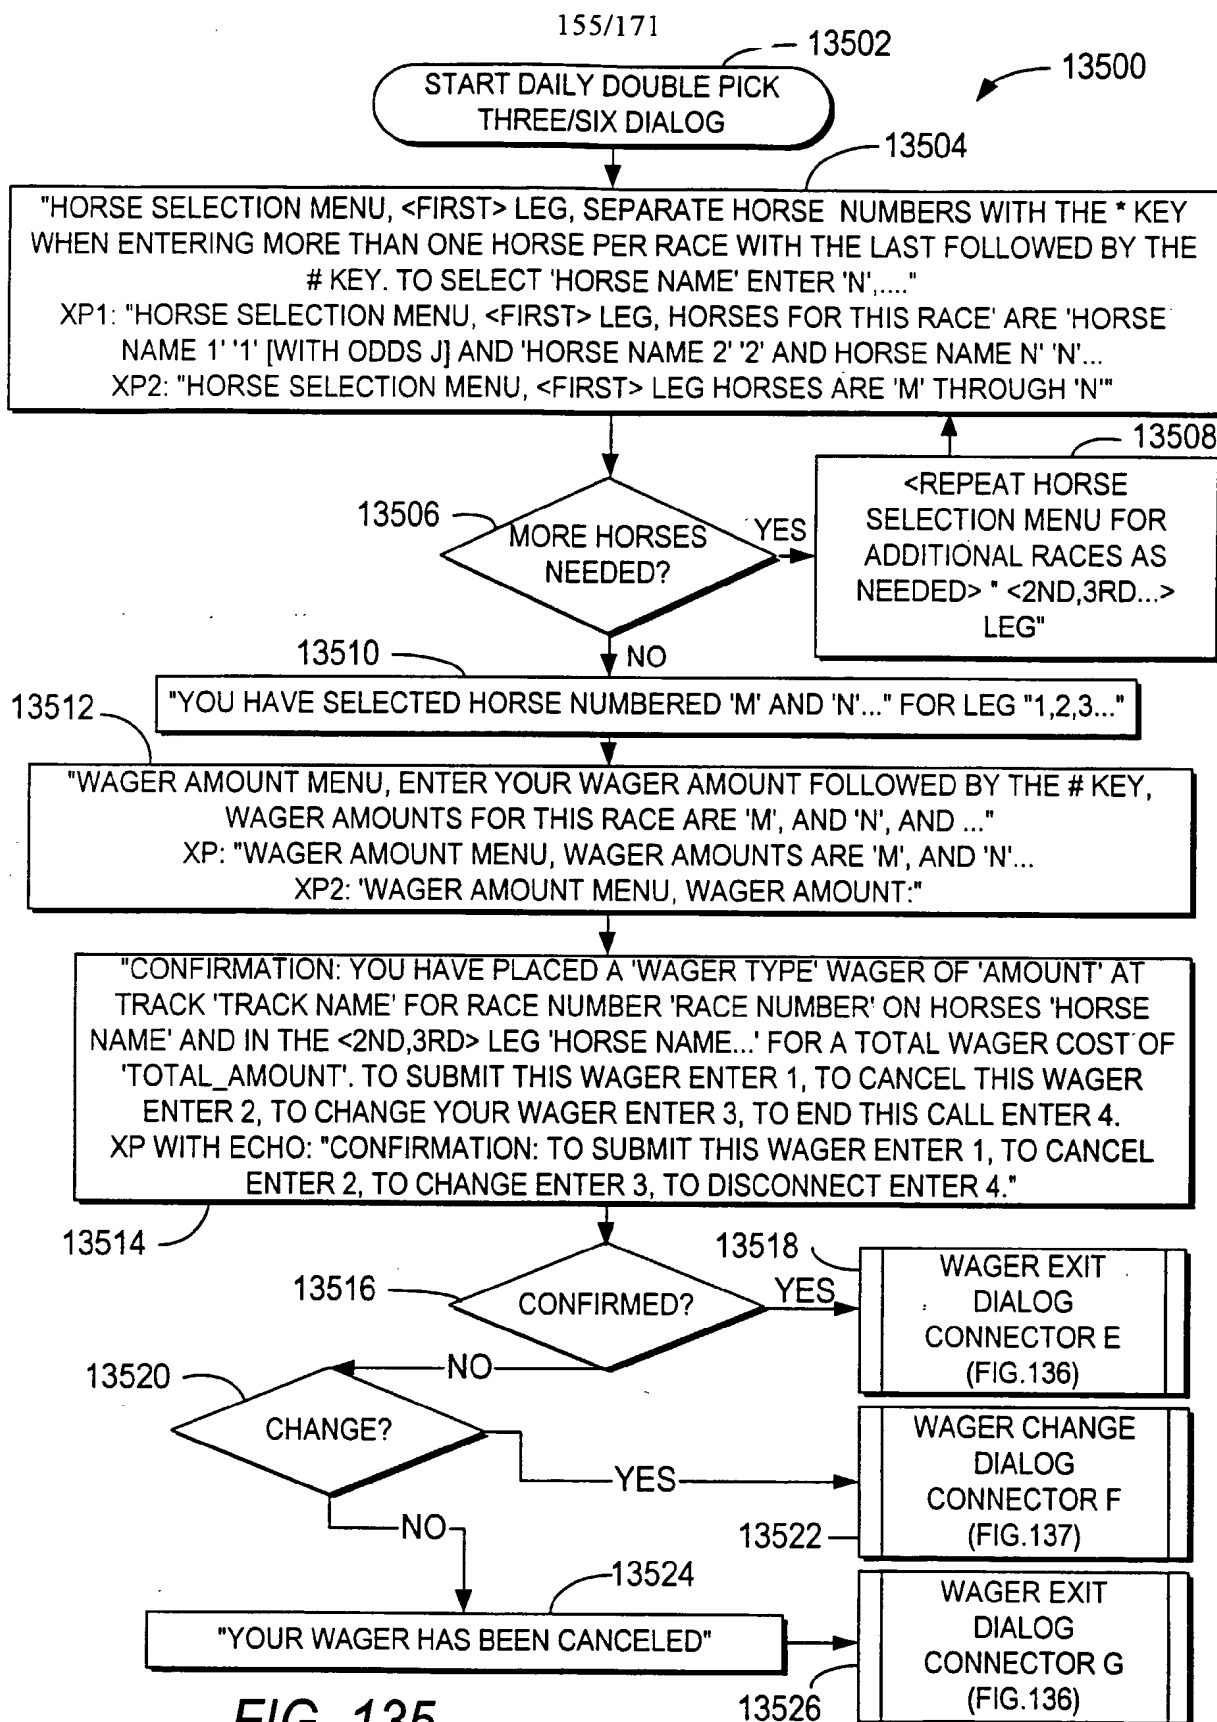 155/171
13502
13500
START DAILY DOUBLE PICK
THREE/SIX DIALOG
13504
"HORSE SELECTION MENU, <FIRST> LEG, SEPARATE HORSE NUMBERS WITH THE * KEY
WHEN ENTERING MORE THAN ONE HORSE PER RACE WITH THE LAST FOLLOWED BY THE
# KEY. TO SELECT 'HORSE NAME' ENTER 'N',...."
XP1: "HORSE SELECTION MENU, <FIRST> LEG, HORSES FOR THIS RACE' ARE 'HORSE
NAME 1' '1' [WITH ODDS J] AND 'HORSE NAME 2' '2' AND HORSE NAME N' 'N'...
XP2: "HORSE SELECTION MENU, <FIRST> LEG HORSES ARE 'M' THROUGH 'N'"
13508
13506
MORE HORSES
NEEDED?
YES
<REPEAT HORSE
SELECTION MENU FOR
ADDITIONAL RACES AS
NEEDED> " <2ND,3RD...>
LEG"
NO
13510
"YOU HAVE SELECTED HORSE NUMBERED 'M' AND 'N'..." FOR LEG "1,2,3..."
13512
"WAGER AMOUNT MENU, ENTER YOUR WAGER AMOUNT FOLLOWED BY THE # KEY,
WAGER AMOUNTS FOR THIS RACE ARE 'M', AND 'N', AND ..."
XP: "WAGER AMOUNT MENU, WAGER AMOUNTS ARE 'M', AND 'N'...
XP2: 'WAGER AMOUNT MENU, WAGER AMOUNT:"
"CONFIRMATION: YOU HAVE PLACED A 'WAGER TYPE' WAGER OF 'AMOUNT' AT
TRACK 'TRACK NAME' FOR RACE NUMBER 'RACE NUMBER' ON HORSES 'HORSE
NAME' AND IN THE <2ND,3RD> LEG 'HORSE NAME...' FOR A TOTAL WAGER COST OF
'TOTAL_AMOUNT'. TO SUBMIT THIS WAGER ENTER 1, TO CANCEL THIS WAGER
ENTER 2, TO CHANGE YOUR WAGER ENTER 3, TO END THIS CALL ENTER 4.
XP WITH ECHO: "CONFIRMATION: TO SUBMIT THIS WAGER ENTER 1, TO CANCEL
ENTER 2, TO CHANGE ENTER 3, TO DISCONNECT ENTER 4."
13514
13516
CONFIRMED?
YES
13518
WAGER EXIT
DIALOG
CONNECTOR E
(FIG.136)
NO
13520
CHANGE?
YES
WAGER CHANGE
DIALOG
CONNECTOR F
(FIG.137)
13522
NO
13524
"YOUR WAGER HAS BEEN CANCELED"
WAGER EXIT
DIALOG
CONNECTOR G
(FIG.136)
13526
FIG. 135